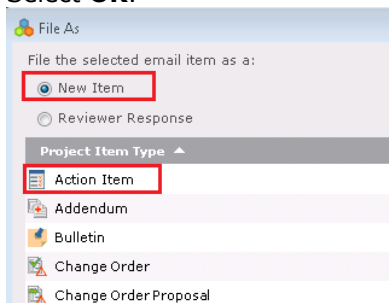 Select OK.
File As
File the selected email item as a:
New Item
Reviewer Response
Project Item Type
Action Item
Addendum
Bulletin
Change Order
Change Order Proposal